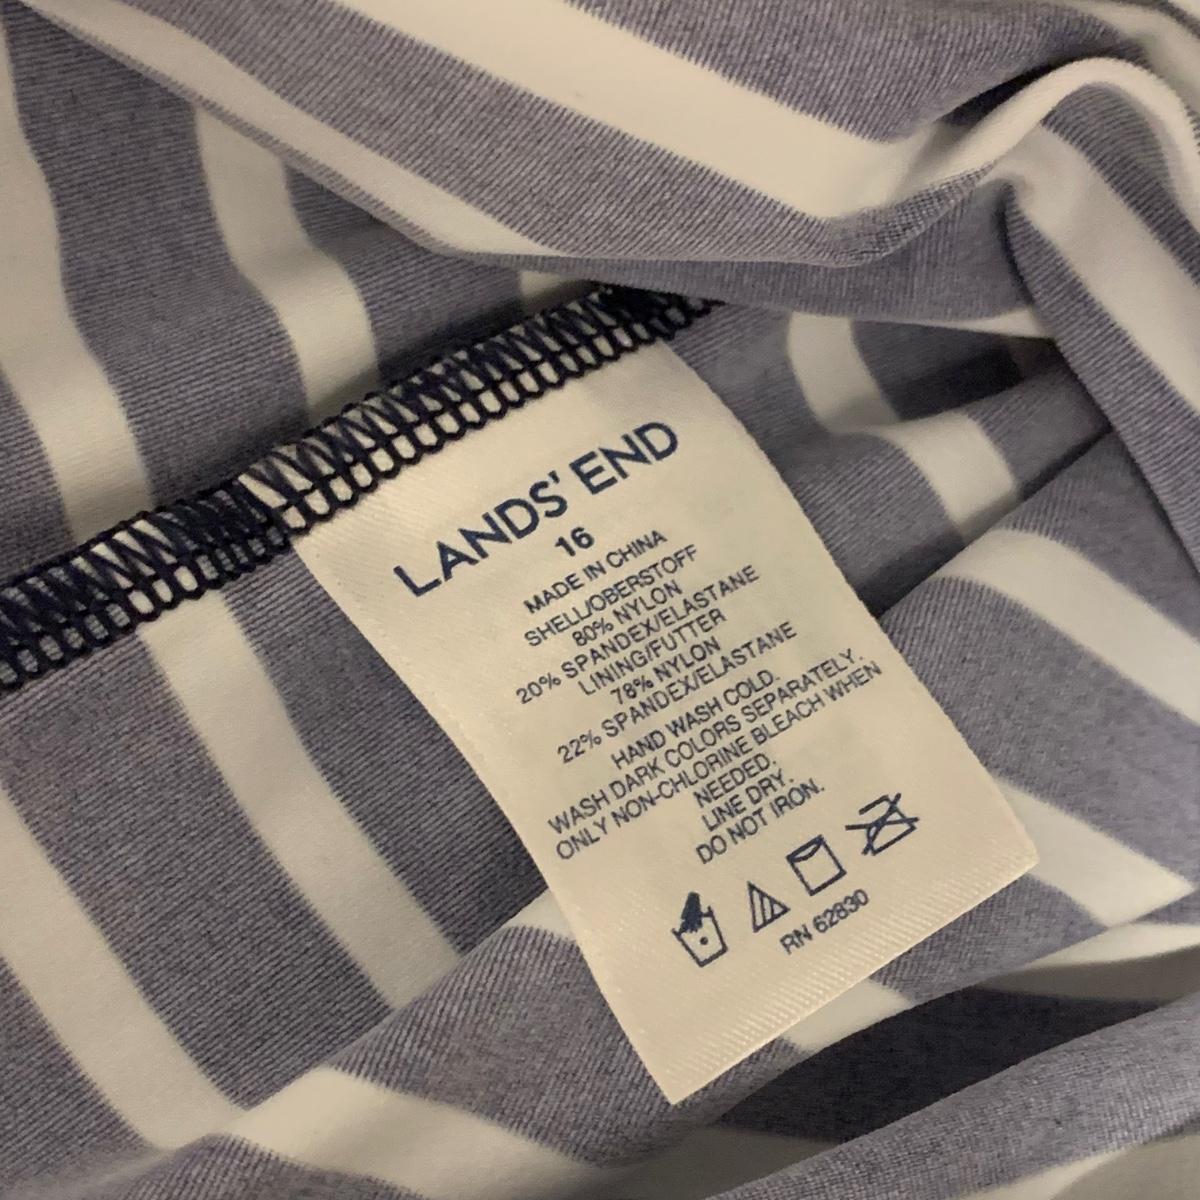 LANDS' END
16
MADE IN CHINA
SHELL/OBERSTOFF
80% NYLON
20% SPANDEX/ELASTANE
LINING/FUTTER
78% NYLON
22% SPANDEX/ELASTANE
HAND WASH COLD.
WASH DARK COLORS SEPARATELY.
ONLY NON-CHLORINE BLEACH WHEN
NEEDED.
LINE DRY.
DO NOT IRON.
RN 62830